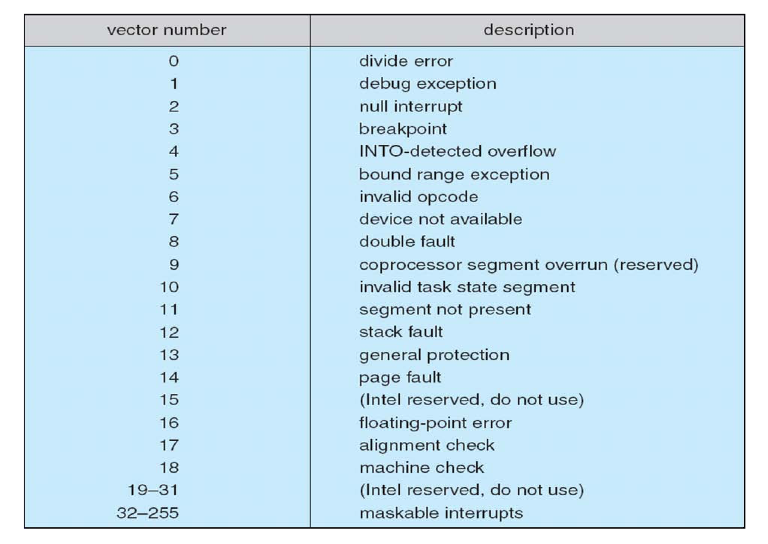 vector number description
0 divide error
1 debug exception
2 null interrupt
3 breakpoint
4 INTO-detected overflow
5 bound range exception
6 invalid opcode
7 device not available
8 double fault
9 coprocessor segment overrun (reserved)
10 invalid task state segment
11 segment not present
12 stack fault
13 general protection
14 page fault
15 (Intel reserved, do not use)
16 floating-point error
17 alignment check
18 machine check
19–31 (Intel reserved, do not use)
32–255 maskable interrupts